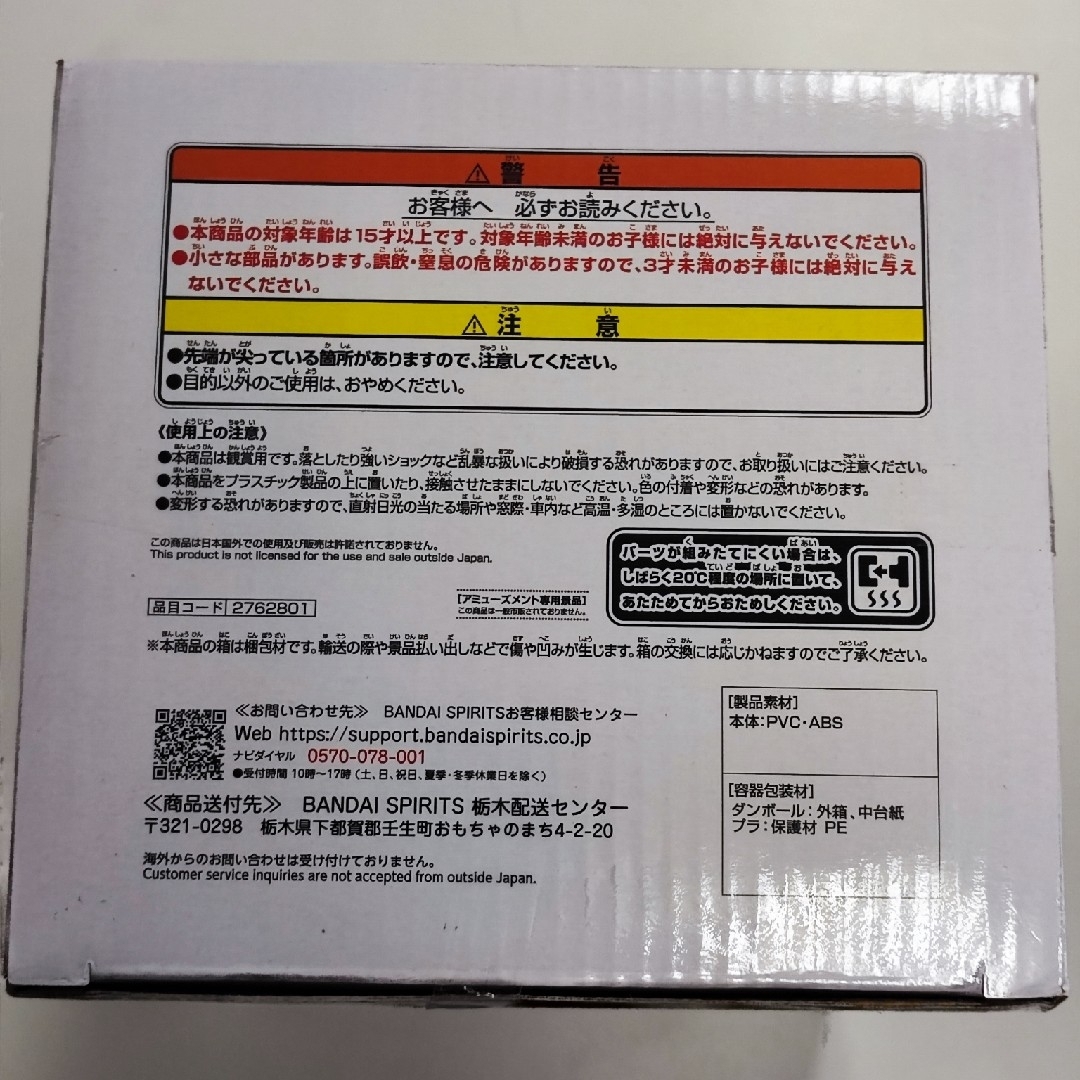 ⚠警 告
お客様へ 必ずお読みください。
●本商品の対象年齢は15才以上です。対象年齢未満のお子様には絶対に与えないでください。
●小さな部品があります。誤飲・窒息の危険がありますので、3才未満のお子様には絶対に与え
ないでください。
⚠注 意
●先端が尖っている箇所がありますので、注意してください。
●目的以外のご使用は、おやめください。
《使用上の注意》
●本商品は観賞用です。落としたり強いショックなど乱暴な扱いにより破損する恐れがありますので、お取り扱いにはご注意ください。
●本商品をプラスチック製品の上に置いたり、接触させたままにしないでください。色の付着や変形などの恐れがあります。
●変形する恐れがありますので、直射日光の当たる場所や窓際・車内など高温・多湿のところには置かないでください。
この商品は日本国外での使用及び販売は許諾されておりません。
This product is not licensed for the use and sale outside Japan.
パーツが組みたてにくい場合は、
しばらく20℃程度の場所に置いて、
あたためてからおためしください。
品目コード 2762801
[アミューズメント専用景品]
この商品は一般市販されておりません。
※本商品の箱は梱包材です。輸送の際や景品払い出しなどで傷や凹みが生じます。箱の交換には応じかねますのでご了承ください。
≪お問い合わせ先≫ BANDAI SPIRITSお客様相談センター
Web https://support.bandaispirits.co.jp
ナビダイヤル 0570-078-001
●受付時間 10時〜17時(土、日、祝日、夏季・冬季休業日を除く)
≪商品送付先≫ BANDAI SPIRITS 栃木配送センター
〒321-0298 栃木県下都賀郡壬生町おもちゃのまち4-2-20
海外からのお問い合わせは受け付けておりません。
Customer service inquiries are not accepted from outside Japan.
[製品素材]
本体:PVC・ABS
[容器包装材]
ダンボール:外箱、中台紙
プラ:保護材 PE